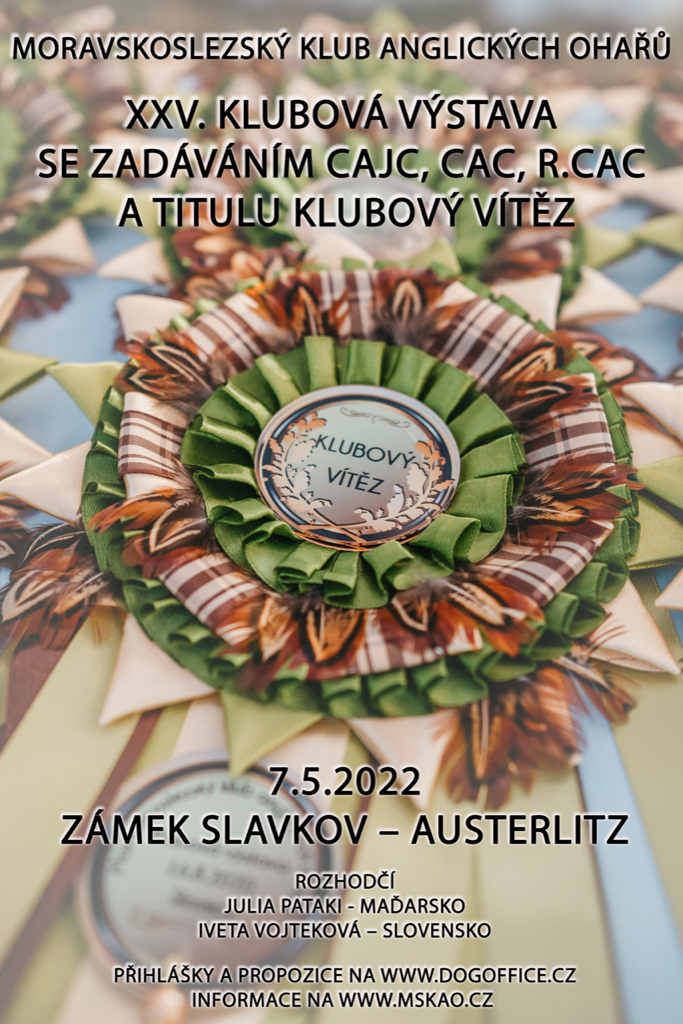 MORAVSKOSLEZSKÝ KLUB ANGLICKÝCH OHAŘŮ
XXV. KLUBOVÁ VÝSTAVA
SE ZADÁVÁNÍM CAJC, CAC, R.CAC
A TITULU KLUBOVÝ VÍTĚZ
KLUBOVÝ
VÍTĚZ
7.5.2022
ZÁMEK SLAVKOV – AUSTERLITZ
ROZHODČÍ
JULIA PATAKI - MAĎARSKO
IVETA VOJTEKOVÁ – SLOVENSKO
PŘIHLÁŠKY A PROPOZICE NA WWW.DOGOFFICE.CZ
INFORMACE NA WWW.MSKAO.CZ